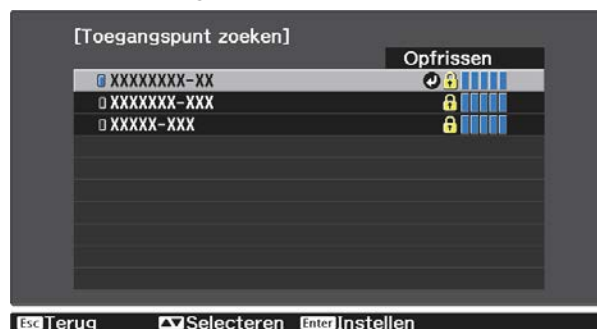 [Toegangspunt zoeken]
Opfrissen
XXXXXXXX-XX
XXXXXXX-XXX
XXXXX-XXX
Esc Terug Selecteren Enter Instellen